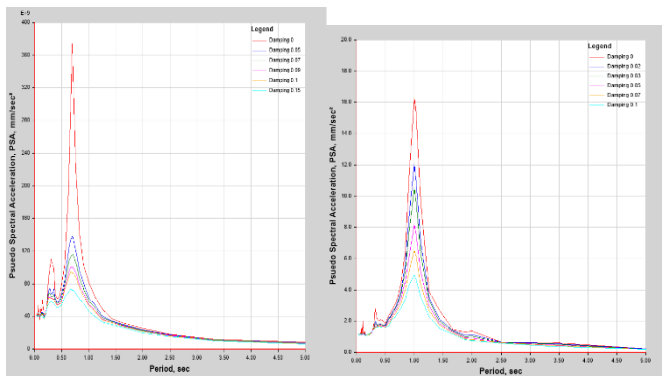 E-9
400
360
320
280
240
200
160
120
80
40
0
Psuedo Spectral Acceleration, PSA, mm/sec²
Legend
Damping 0
Damping 0.05
Damping 0.07
Damping 0.09
Damping 0.1
Damping 0.15
0.00 0.50 1.00 1.50 2.00 2.50 3.00 3.50 4.00 4.50 5.00
Period, sec
20.0
18.0
16.0
14.0
12.0
10.0
8.0
6.0
4.0
2.0
0.0
Psuedo Spectral Acceleration, PSA, mm/sec²
Legend
Damping 0
Damping 0.02
Damping 0.03
Damping 0.05
Damping 0.07
Damping 0.1
0.00 0.50 1.00 1.50 2.00 2.50 3.00 3.50 4.00 4.50 5.00
Period, sec